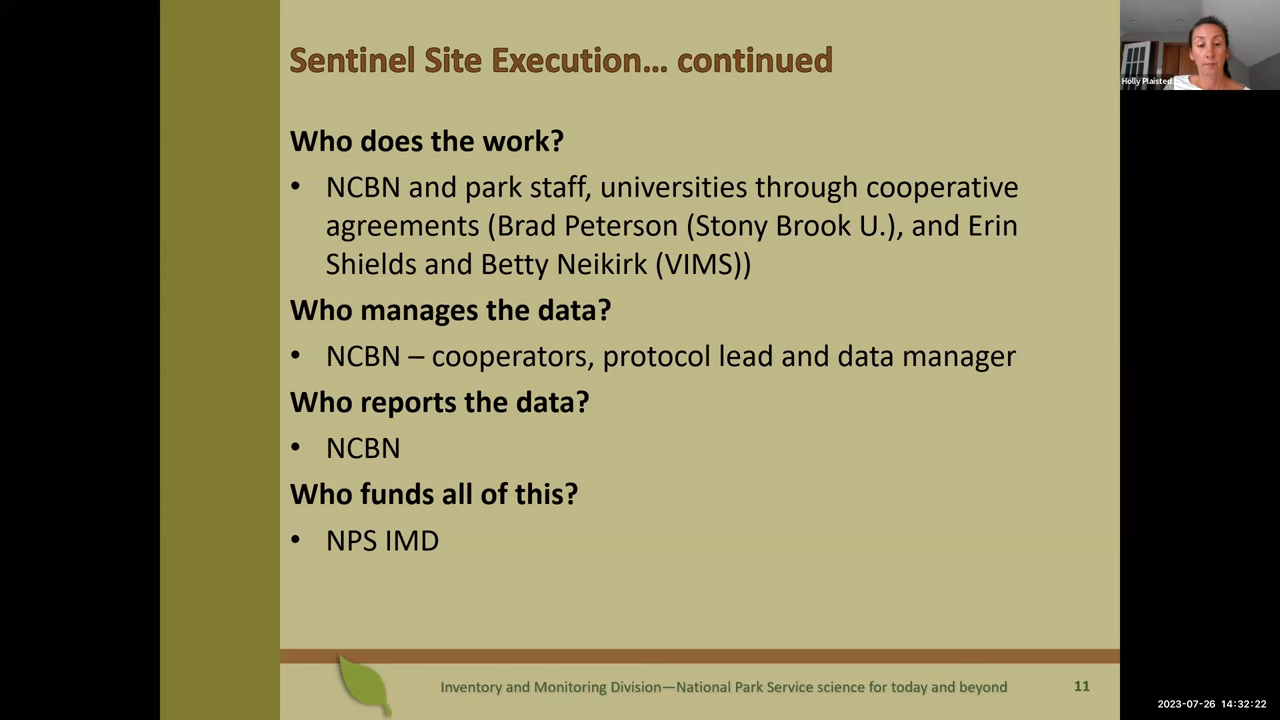 Sentinel Site Execution... continued
Holly Plaisted
Who does the work?
• NCBN and park staff, universities through cooperative
agreements (Brad Peterson (Stony Brook U.), and Erin
Shields and Betty Neikirk (VIMS))
Who manages the data?
• NCBN – cooperators, protocol lead and data manager
Who reports the data?
• NCBN
Who funds all of this?
• NPS IMD
Inventory and Monitoring Division—National Park Service science for today and beyond
11
2023-07-26 14:32:22